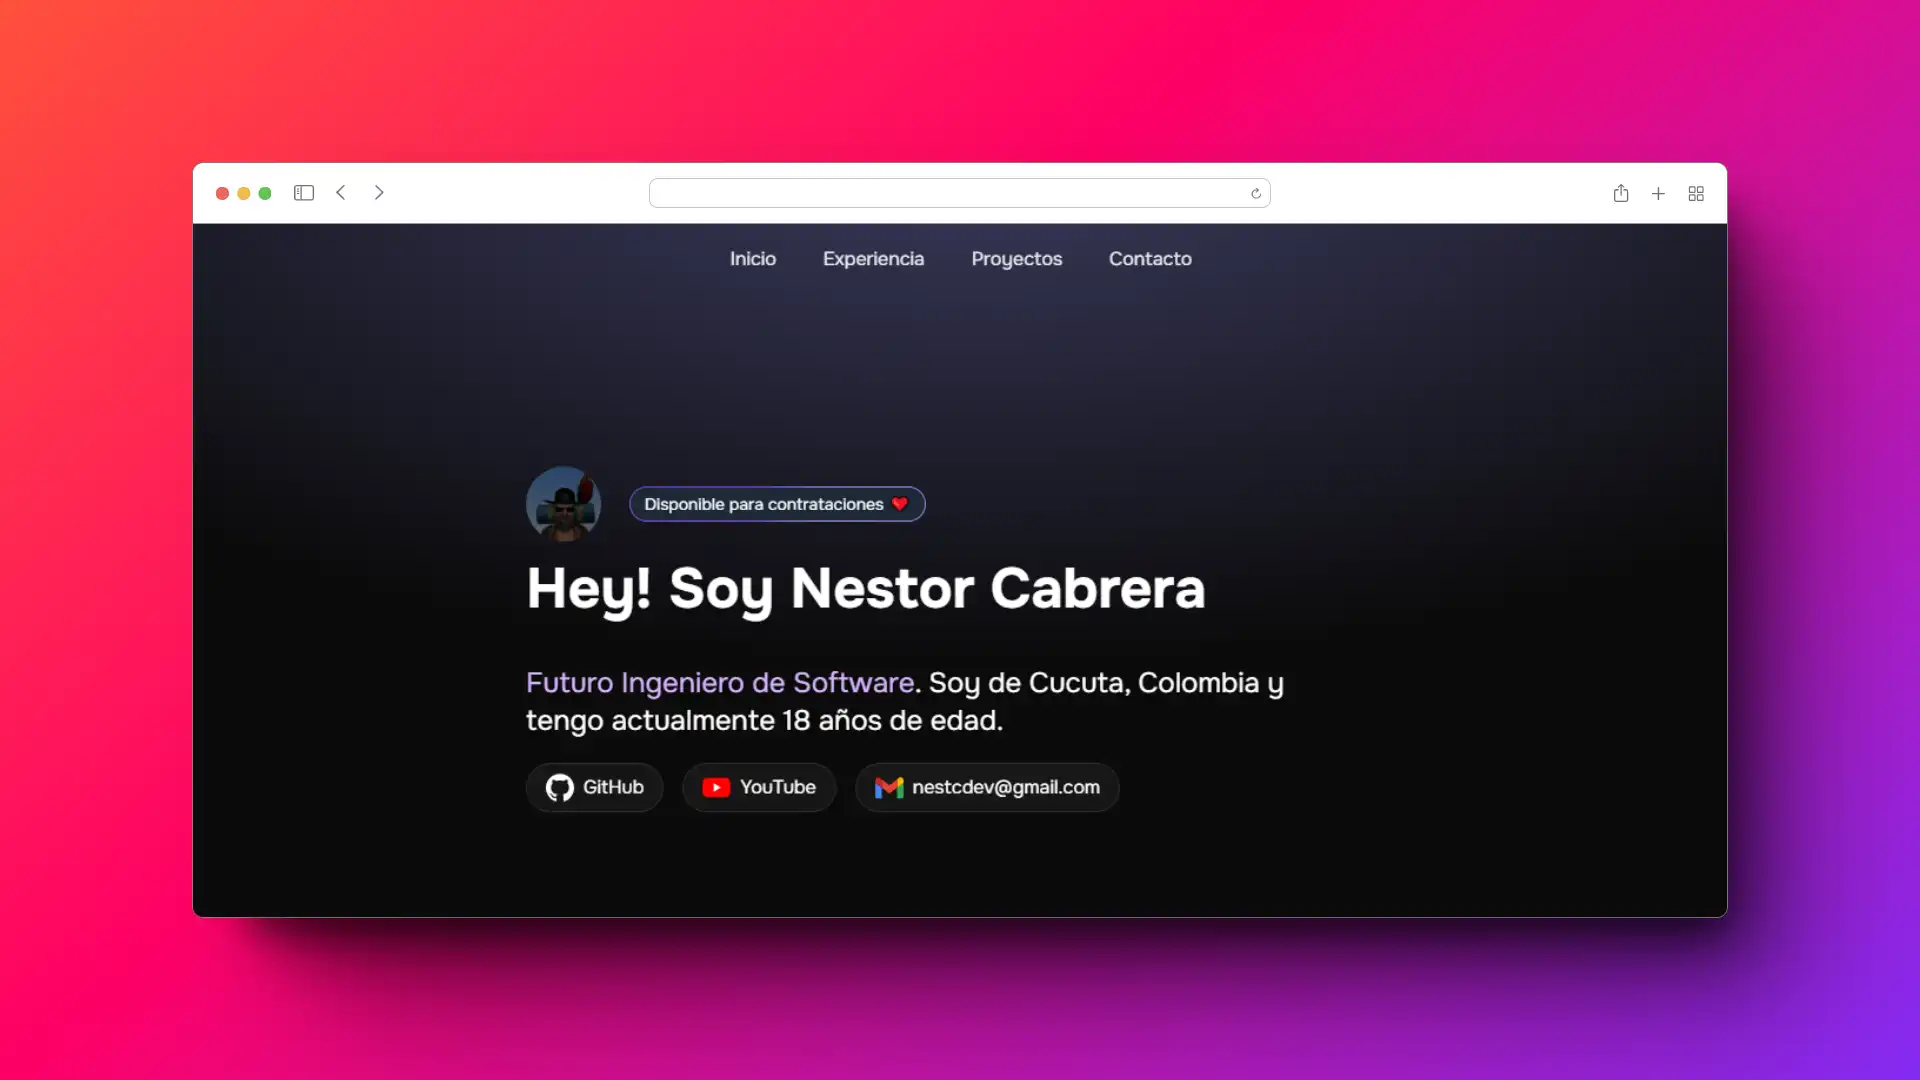 Inicio Experiencia Proyectos Contacto
Disponible para contrataciones ❤️
Hey! Soy Nestor Cabrera
Futuro Ingeniero de Software. Soy de Cucuta, Colombia y
tengo actualmente 18 años de edad.
GitHub YouTube nestcdev@gmail.com